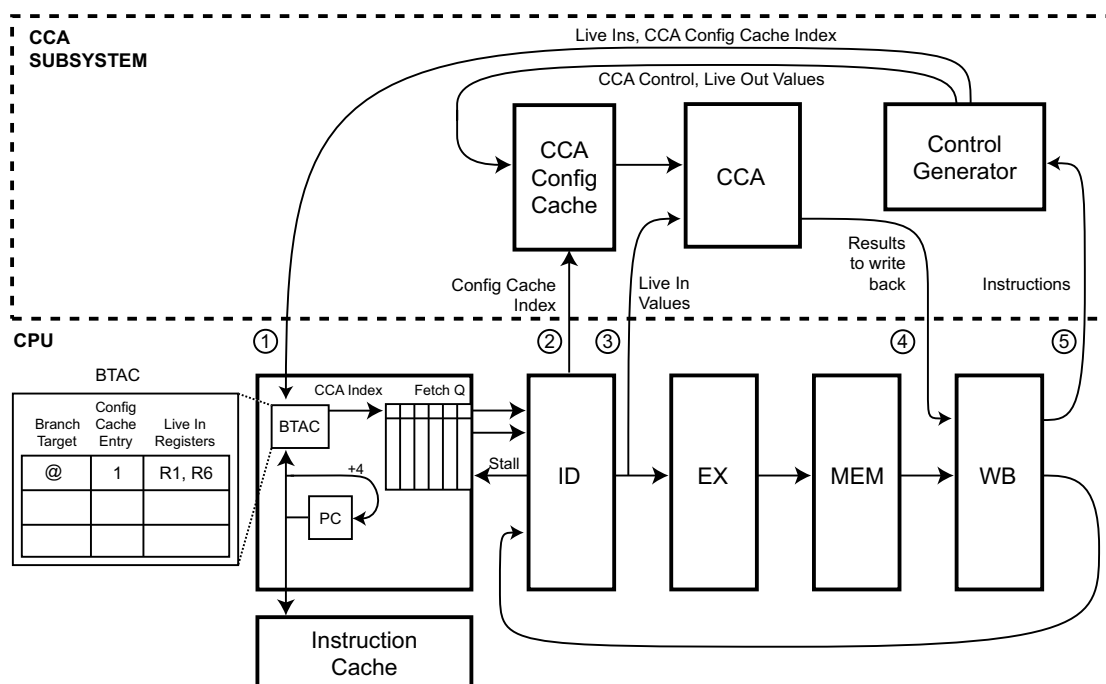 CCA
SUBSYSTEM
Live Ins, CCA Config Cache Index
CCA Control, Live Out Values
CCA
Config
Cache
CCA
Control
Generator
Config Cache
Index
Live In
Values
Results
to write
back
Instructions
CPU
1
2
3
4
5
BTAC
Branch
Target
Config
Cache
Entry
Live In
Registers
@
1
R1, R6
BTAC
CCA Index
Fetch Q
+4
PC
Stall
ID
EX
MEM
WB
Instruction
Cache